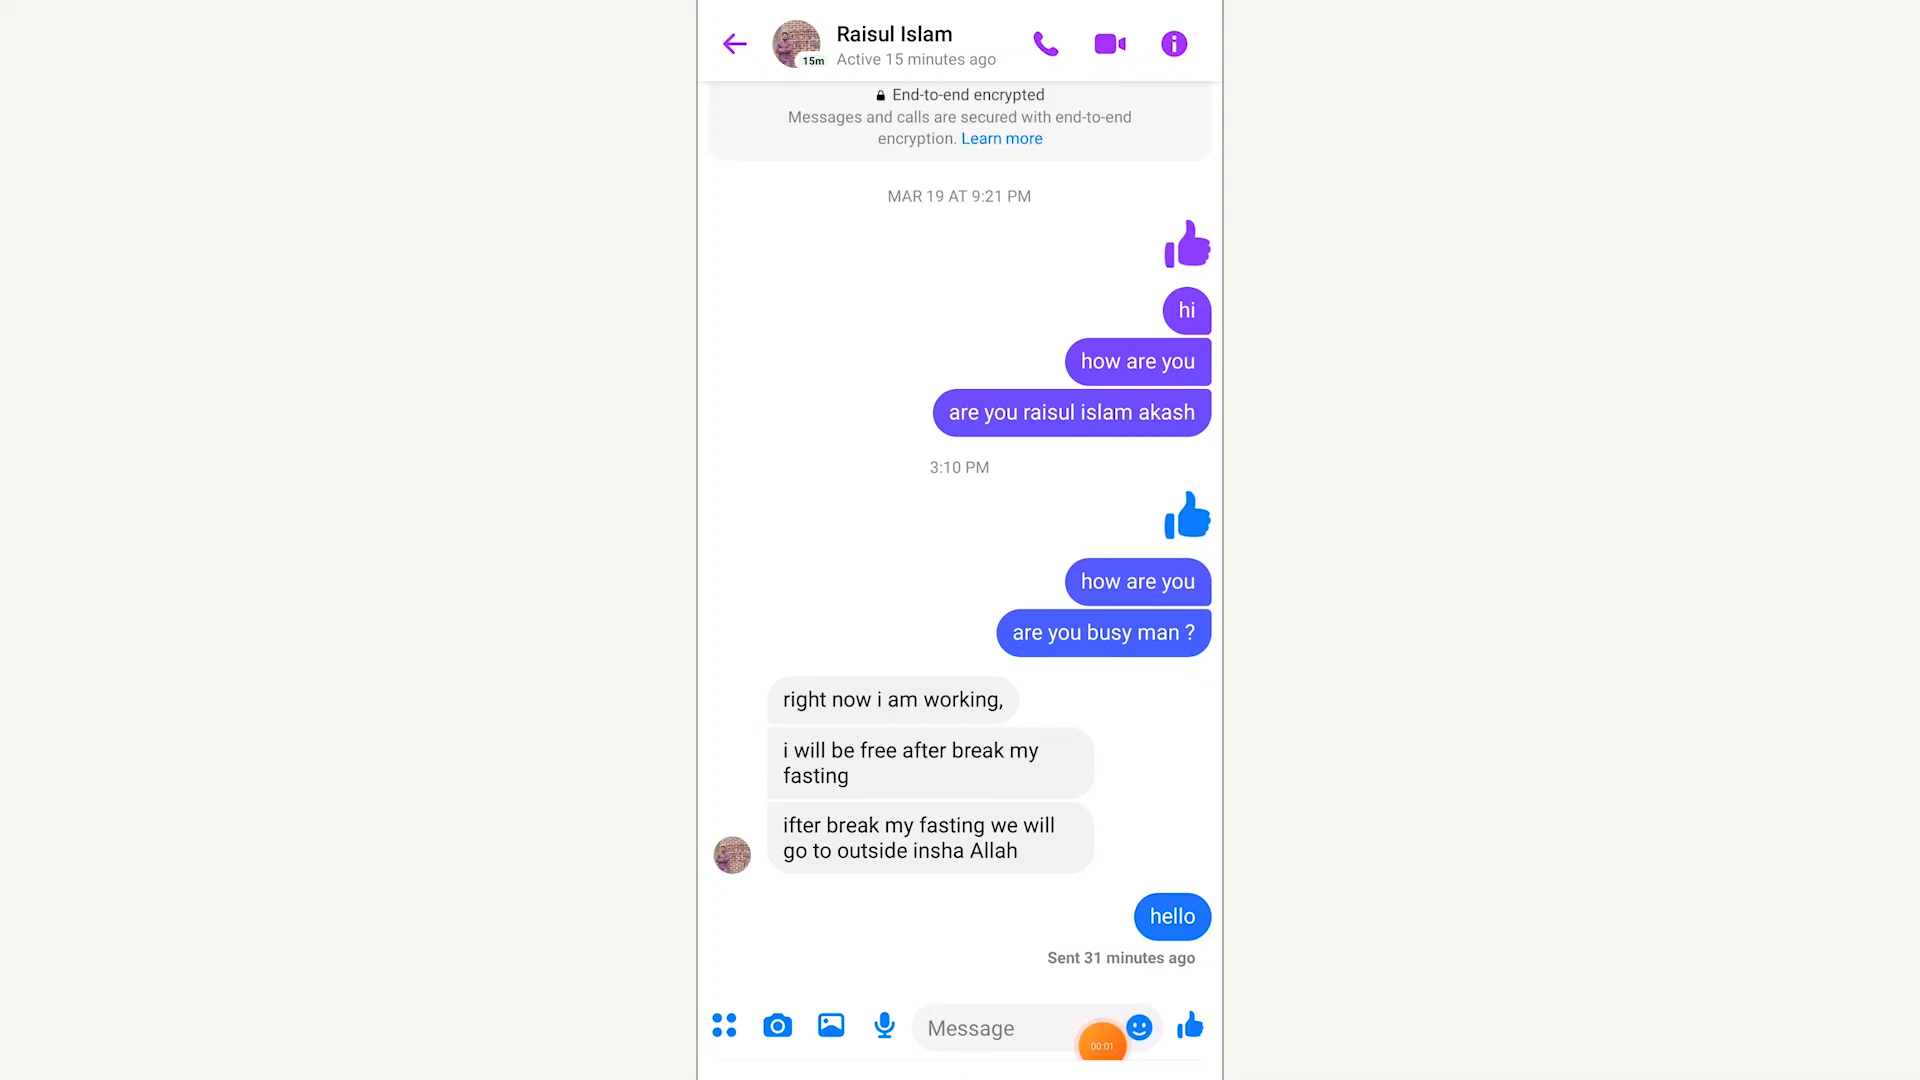 Raisul Islam
15m
Active 15 minutes ago
End-to-end encrypted
Messages and calls are secured with end-to-end
encryption. Learn more
MAR 19 AT 9:21 PM
hi
how are you
are you raisul islam akash
3:10 PM
how are you
are you busy man ?
right now i am working,
i will be free after break my
fasting
ifter break my fasting we will
go to outside insha Allah
hello
Sent 31 minutes ago
Message
00:01